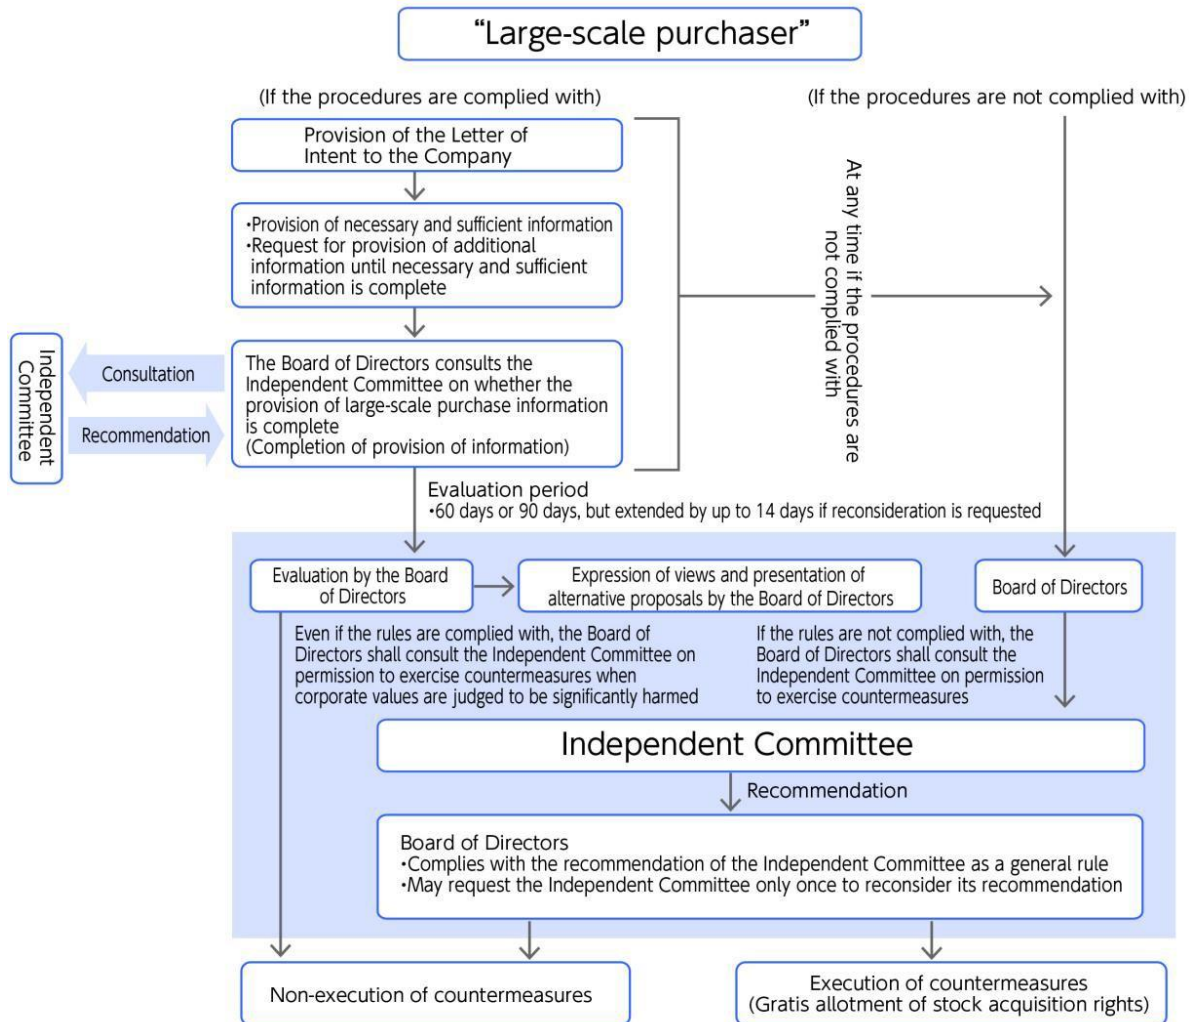 “Large-scale purchaser”
(If the procedures are complied with)
(If the procedures are not complied with)
Provision of the Letter of
Intent to the Company
At any time if the procedures are
not complied with
・Provision of necessary and sufficient information
・Request for provision of additional
information until necessary and sufficient
information is complete
Independent
Committee
Consultation
Recommendation
The Board of Directors consults the
Independent Committee on whether the
provision of large-scale purchase information
is complete
(Completion of provision of information)
Evaluation period
・60 days or 90 days, but extended by up to 14 days if reconsideration is requested
Evaluation by the Board
of Directors
Expression of views and presentation of
alternative proposals by the Board of Directors
Board of Directors
Even if the rules are complied with, the Board of
Directors shall consult the Independent Committee on
permission to exercise countermeasures when
corporate values are judged to be significantly harmed
If the rules are not complied with, the
Board of Directors shall consult the
Independent Committee on permission
to exercise countermeasures
Independent Committee
Recommendation
Board of Directors
・Complies with the recommendation of the Independent Committee as a general rule
・May request the Independent Committee only once to reconsider its recommendation
Non-execution of countermeasures
Execution of countermeasures
(Gratis allotment of stock acquisition rights)